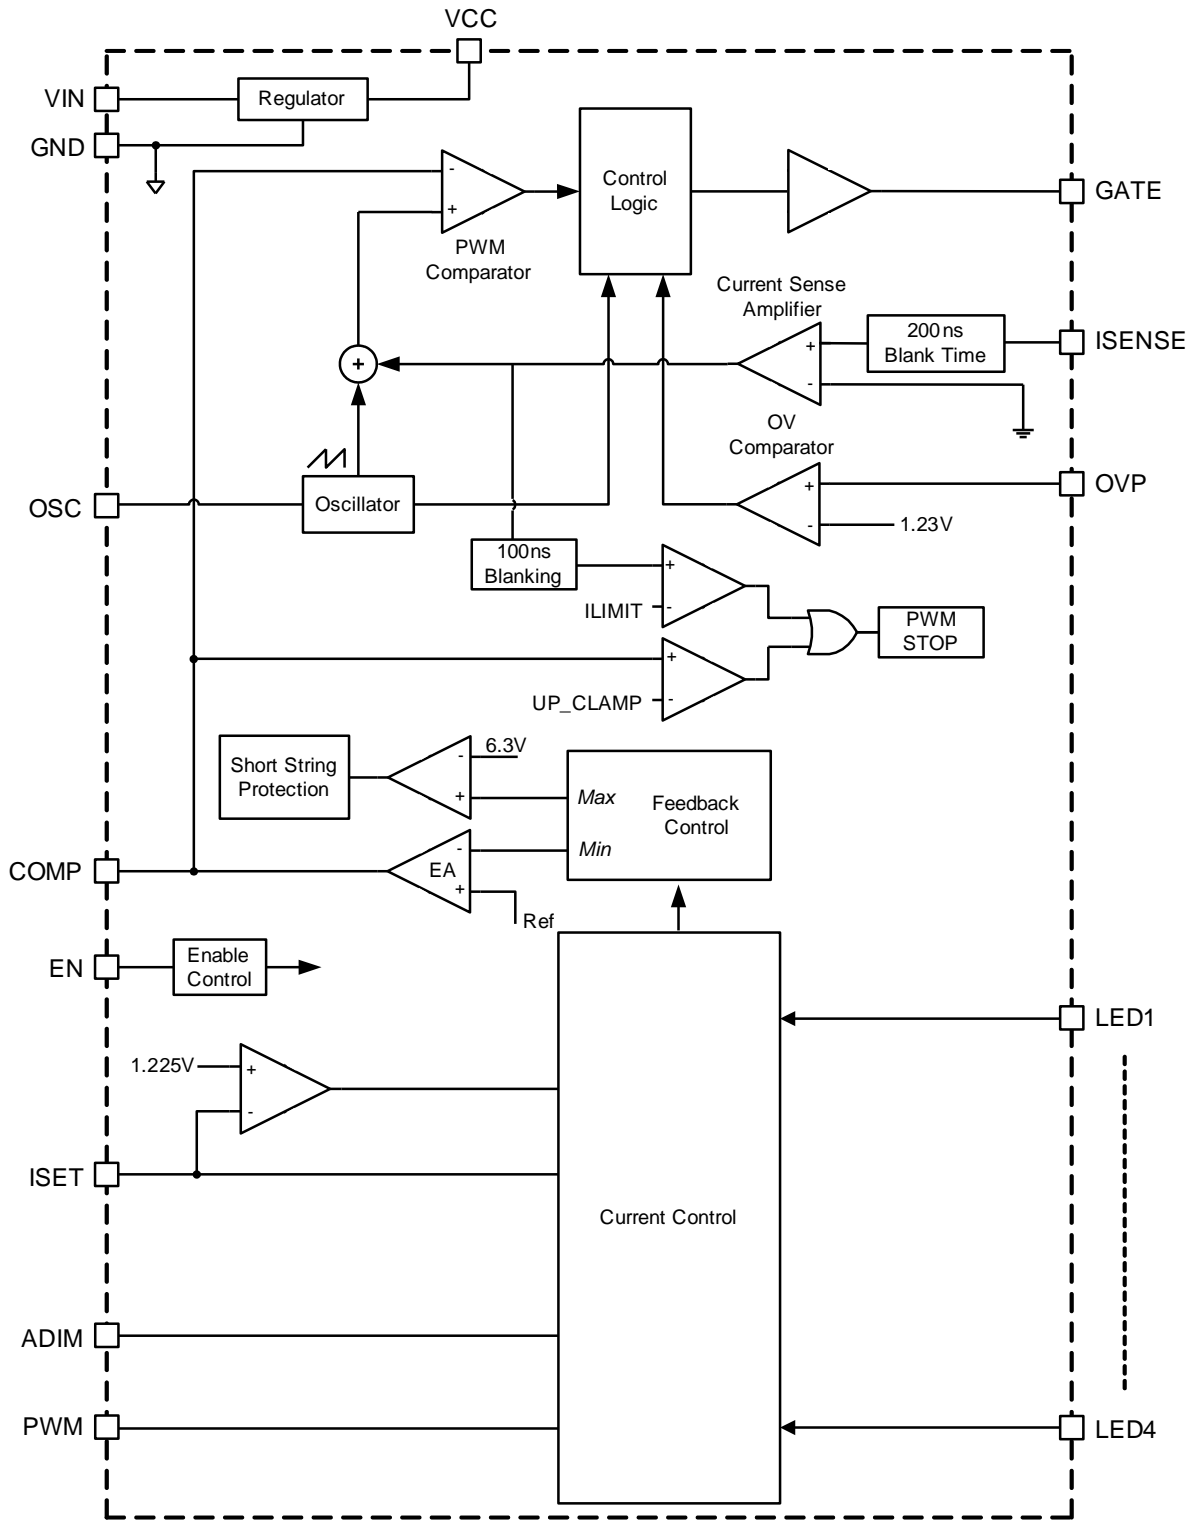 VCC
VIN
Regulator
GND
-
+
PWM
Comparator
Control
Logic
GATE
Current Sense
Amplifier
+
-
200ns
Blank Time
ISENSE
+
OV
Comparator
+
-
1.23V
OVP
OSC
Oscillator
100ns
Blanking
+
-
ILIMIT
PWM
STOP
+
-
UP_CLAMP
Short String
Protection
-
6.3V
+
Max
Min
Feedback
Control
COMP
EA
-
+
Ref
EN
Enable
Control
LED1
1.225V
+
-
ISET
Current Control
ADIM
PWM
LED4